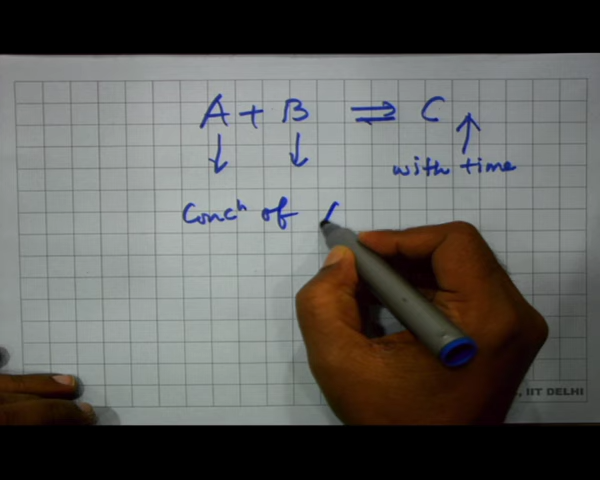 A + B ⇌ C ↑
↓ ↓ with time
Concⁿ of
, IIT DELHI